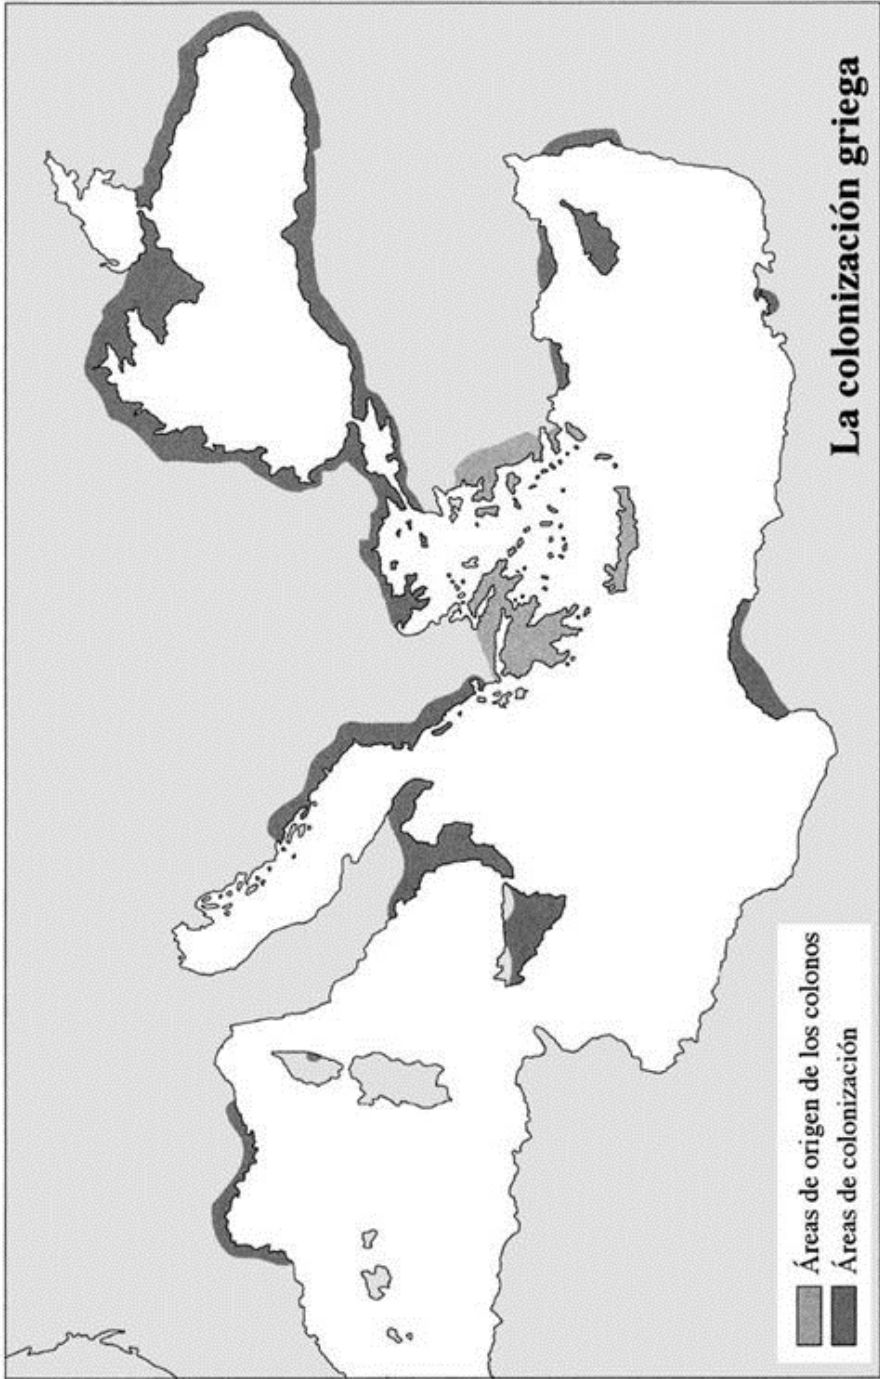 La colonización griega
Áreas de origen de los colonos
Áreas de colonización